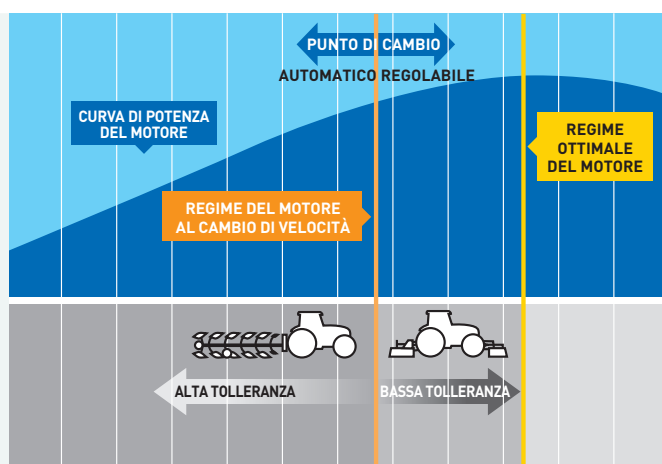 PUNTO DI CAMBIO
AUTOMATICO REGOLABILE
CURVA DI POTENZA
DEL MOTORE
REGIME
OTTIMALE
DEL MOTORE
REGIME DEL MOTORE
AL CAMBIO DI VELOCITÀ
ALTA TOLLERANZA
BASSA TOLLERANZA